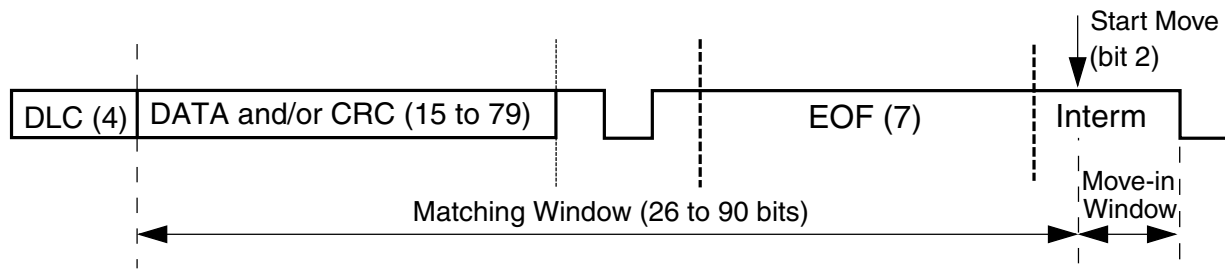 Start Move
(bit 2)
DLC (4)
DATA and/or CRC (15 to 79)
EOF (7)
Interm
Matching Window (26 to 90 bits)
Move-in
Window